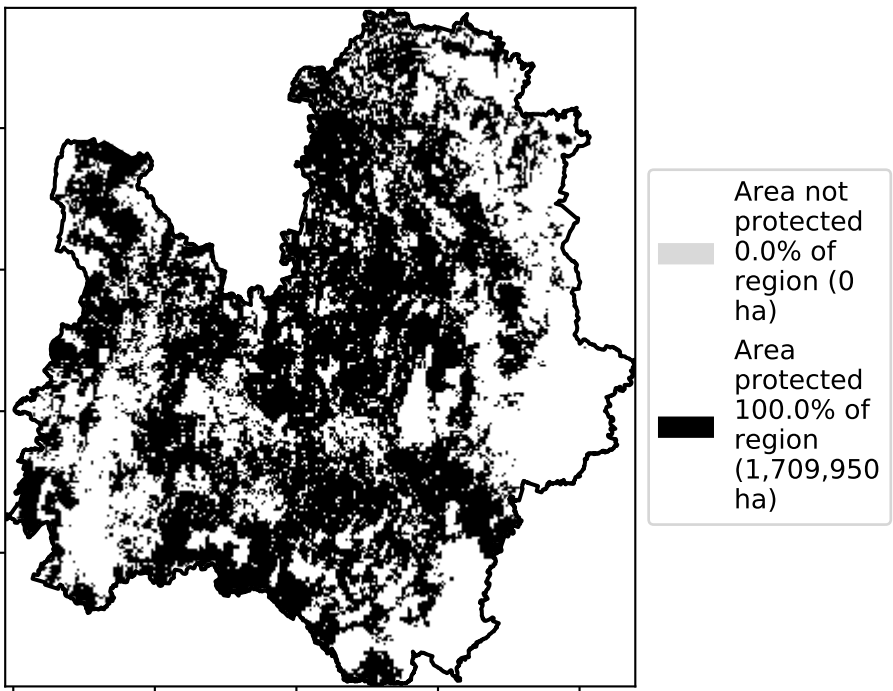 Area not
protected
0.0% of
region (0
ha)
Area
protected
100.0% of
region
(1,709,950
ha)